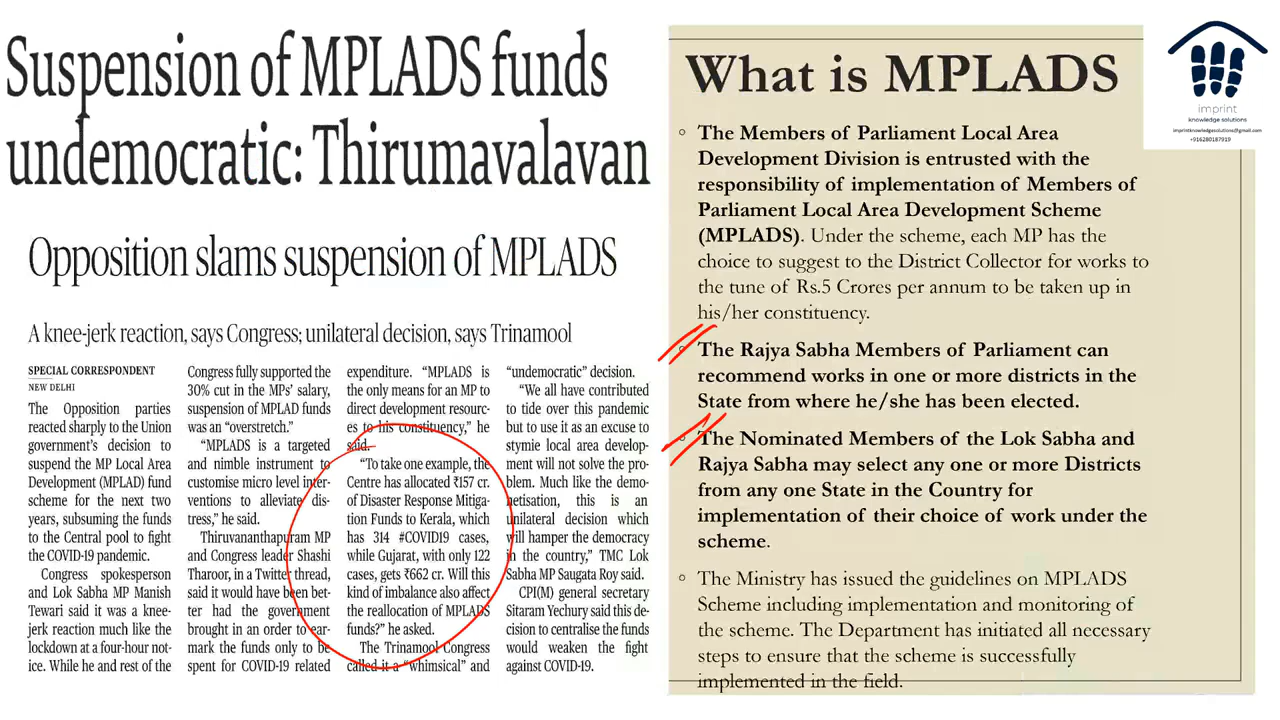 Suspension of MPLADS funds
undemocratic: Thirumavalavan
Opposition slams suspension of MPLADS
A knee-jerk reaction, says Congress; unilateral decision, says Trinamool
SPECIAL CORRESPONDENT
NEW DELHI
The Opposition parties
reacted sharply to the Union
government's decision to
suspend the MP Local Area
Development (MPLAD) fund
scheme for the next two
years, subsuming the funds
to the Central pool to fight
the COVID-19 pandemic.
Congress spokesperson
and Lok Sabha MP Manish
Tewari said it was a knee-
jerk reaction much like the
lockdown at a four-hour not-
ice. While he and rest of the
Congress fully supported the
30% cut in the MPs' salary,
suspension of MPLAD funds
was an “overstretch.”
“MPLADS is a targeted
and nimble instrument to
customise micro level inter-
ventions to alleviate dis-
tress,” he said.
Thiruvananthapuram MP
and Congress leader Shashi
Tharoor, in a Twitter thread,
said it would have been bet-
ter had the government
brought in an order to ear-
mark the funds only to be
spent for COVID-19 related
expenditure. “MPLADS is
the only means for an MP to
direct development resourc-
es to his constituency,” he
said.
“To take one example, the
Centre has allocated ₹157 cr.
of Disaster Response Mitiga-
tion Funds to Kerala, which
has 314 #COVID19 cases,
while Gujarat, with only 122
cases, gets ₹662 cr. Will this
kind of imbalance also affect
the reallocation of MPLADS
funds?” he asked.
The Trinamool Congress
called it a “whimsical” and
“undemocratic” decision.
“We all have contributed
to tide over this pandemic
but to use it as an excuse to
stymie local area develop-
ment will not solve the pro-
blem. Much like the demo-
netisation, this is an
unilateral decision which
will hamper the democracy
in the country,” TMC Lok
Sabha MP Saugata Roy said.
CPI(M) general secretary
Sitaram Yechury said this de-
cision to centralise the funds
would weaken the fight
against COVID-19.
What is MPLADS
The Members of Parliament Local Area
Development Division is entrusted with the
responsibility of implementation of Members of
Parliament Local Area Development Scheme
(MPLADS). Under the scheme, each MP has the
choice to suggest to the District Collector for works to
the tune of Rs.5 Crores per annum to be taken up in
his/her constituency.
The Rajya Sabha Members of Parliament can
recommend works in one or more districts in the
State from where he/she has been elected.
The Nominated Members of the Lok Sabha and
Rajya Sabha may select any one or more Districts
from any one State in the Country for
implementation of their choice of work under the
scheme.
The Ministry has issued the guidelines on MPLADS
Scheme including implementation and monitoring of
the scheme. The Department has initiated all necessary
steps to ensure that the scheme is successfully
implemented in the field.
imprint
knowledge solutions
imprintknowledgesolutions@gmail.com
+916280187919